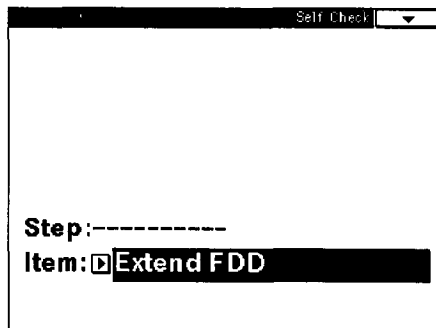 Self Check
Step:----------
Item: Extend FDD